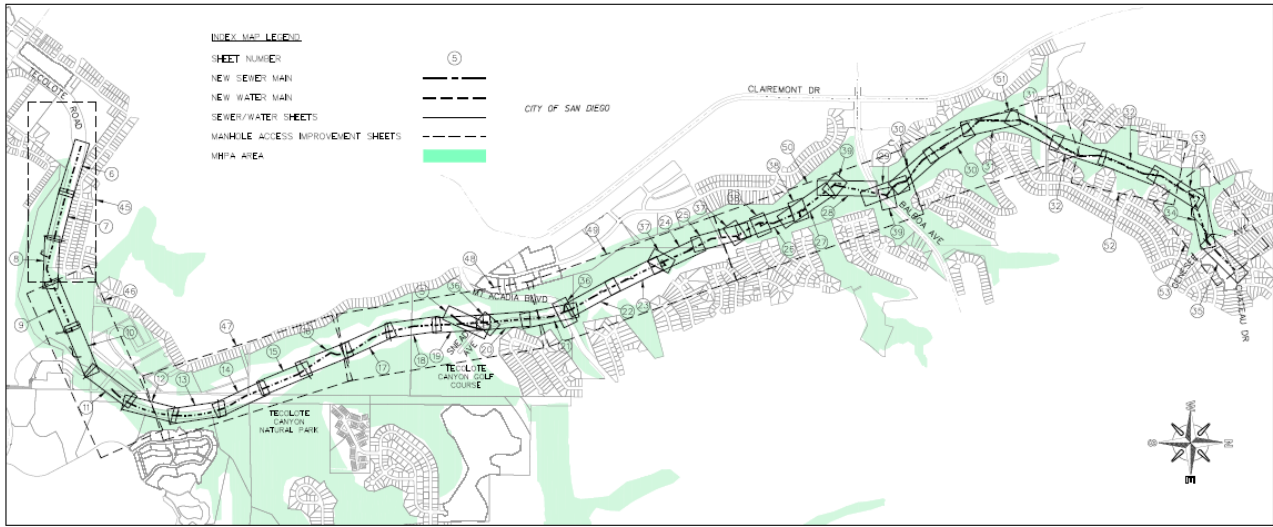 INDEX MAP LEGEND
SHEET NUMBER
5
NEW SEWER MAIN
NEW WATER MAIN
SEWER/WATER SHEETS
MANHOLE ACCESS IMPROVEMENT SHEETS
MHPA AREA
CITY OF SAN DIEGO
CLAIREMONT DR
TECOLOTE
ROAD
6
45
7
8
46
9
10
47
11
12
13
14
15
16
17
18
19
20
21
22
23
24
25
26
27
28
29
30
31
32
33
34
35
36
37
38
39
48
49
50
51
52
53
MT ACADIA BLVD
SNEAD
AVE
TECOLOTE
CANYON GOLF
COURSE
TECOLOTE
CANYON
NATURAL PARK
BALBOA AVE
GENESEE
AVE
CHATEAU DR
N
S
E
W